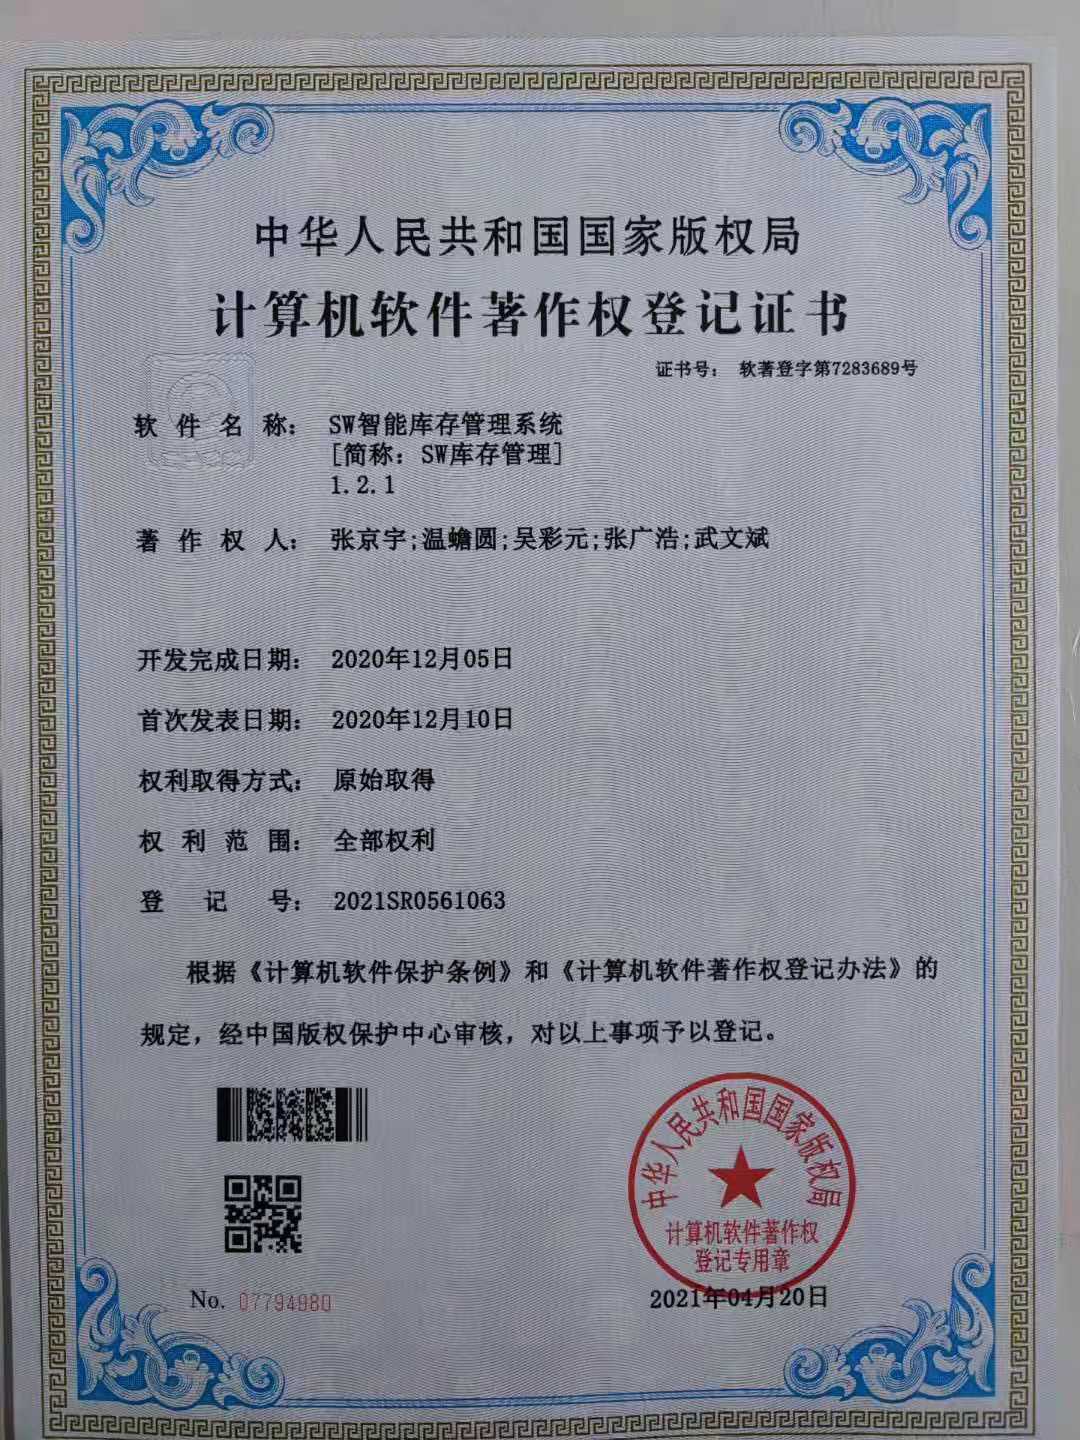 中华人民共和国国家版权局
计算机软件著作权登记证书
证书号： 软著登字第7283689号
软件名称： SW智能库存管理系统
[简称：SW库存管理]
1.2.1
著作权人： 张京宇;温蟾圆;吴彩元;张广浩;武文斌
开发完成日期： 2020年12月05日
首次发表日期： 2020年12月10日
权利取得方式： 原始取得
权利范围： 全部权利
登记号： 2021SR0561063
根据《计算机软件保护条例》和《计算机软件著作权登记办法》的
规定，经中国版权保护中心审核，对以上事项予以登记。
中华人民共和国国家版权局
计算机软件著作权
登记专用章
No. 07794980
2021年04月20日